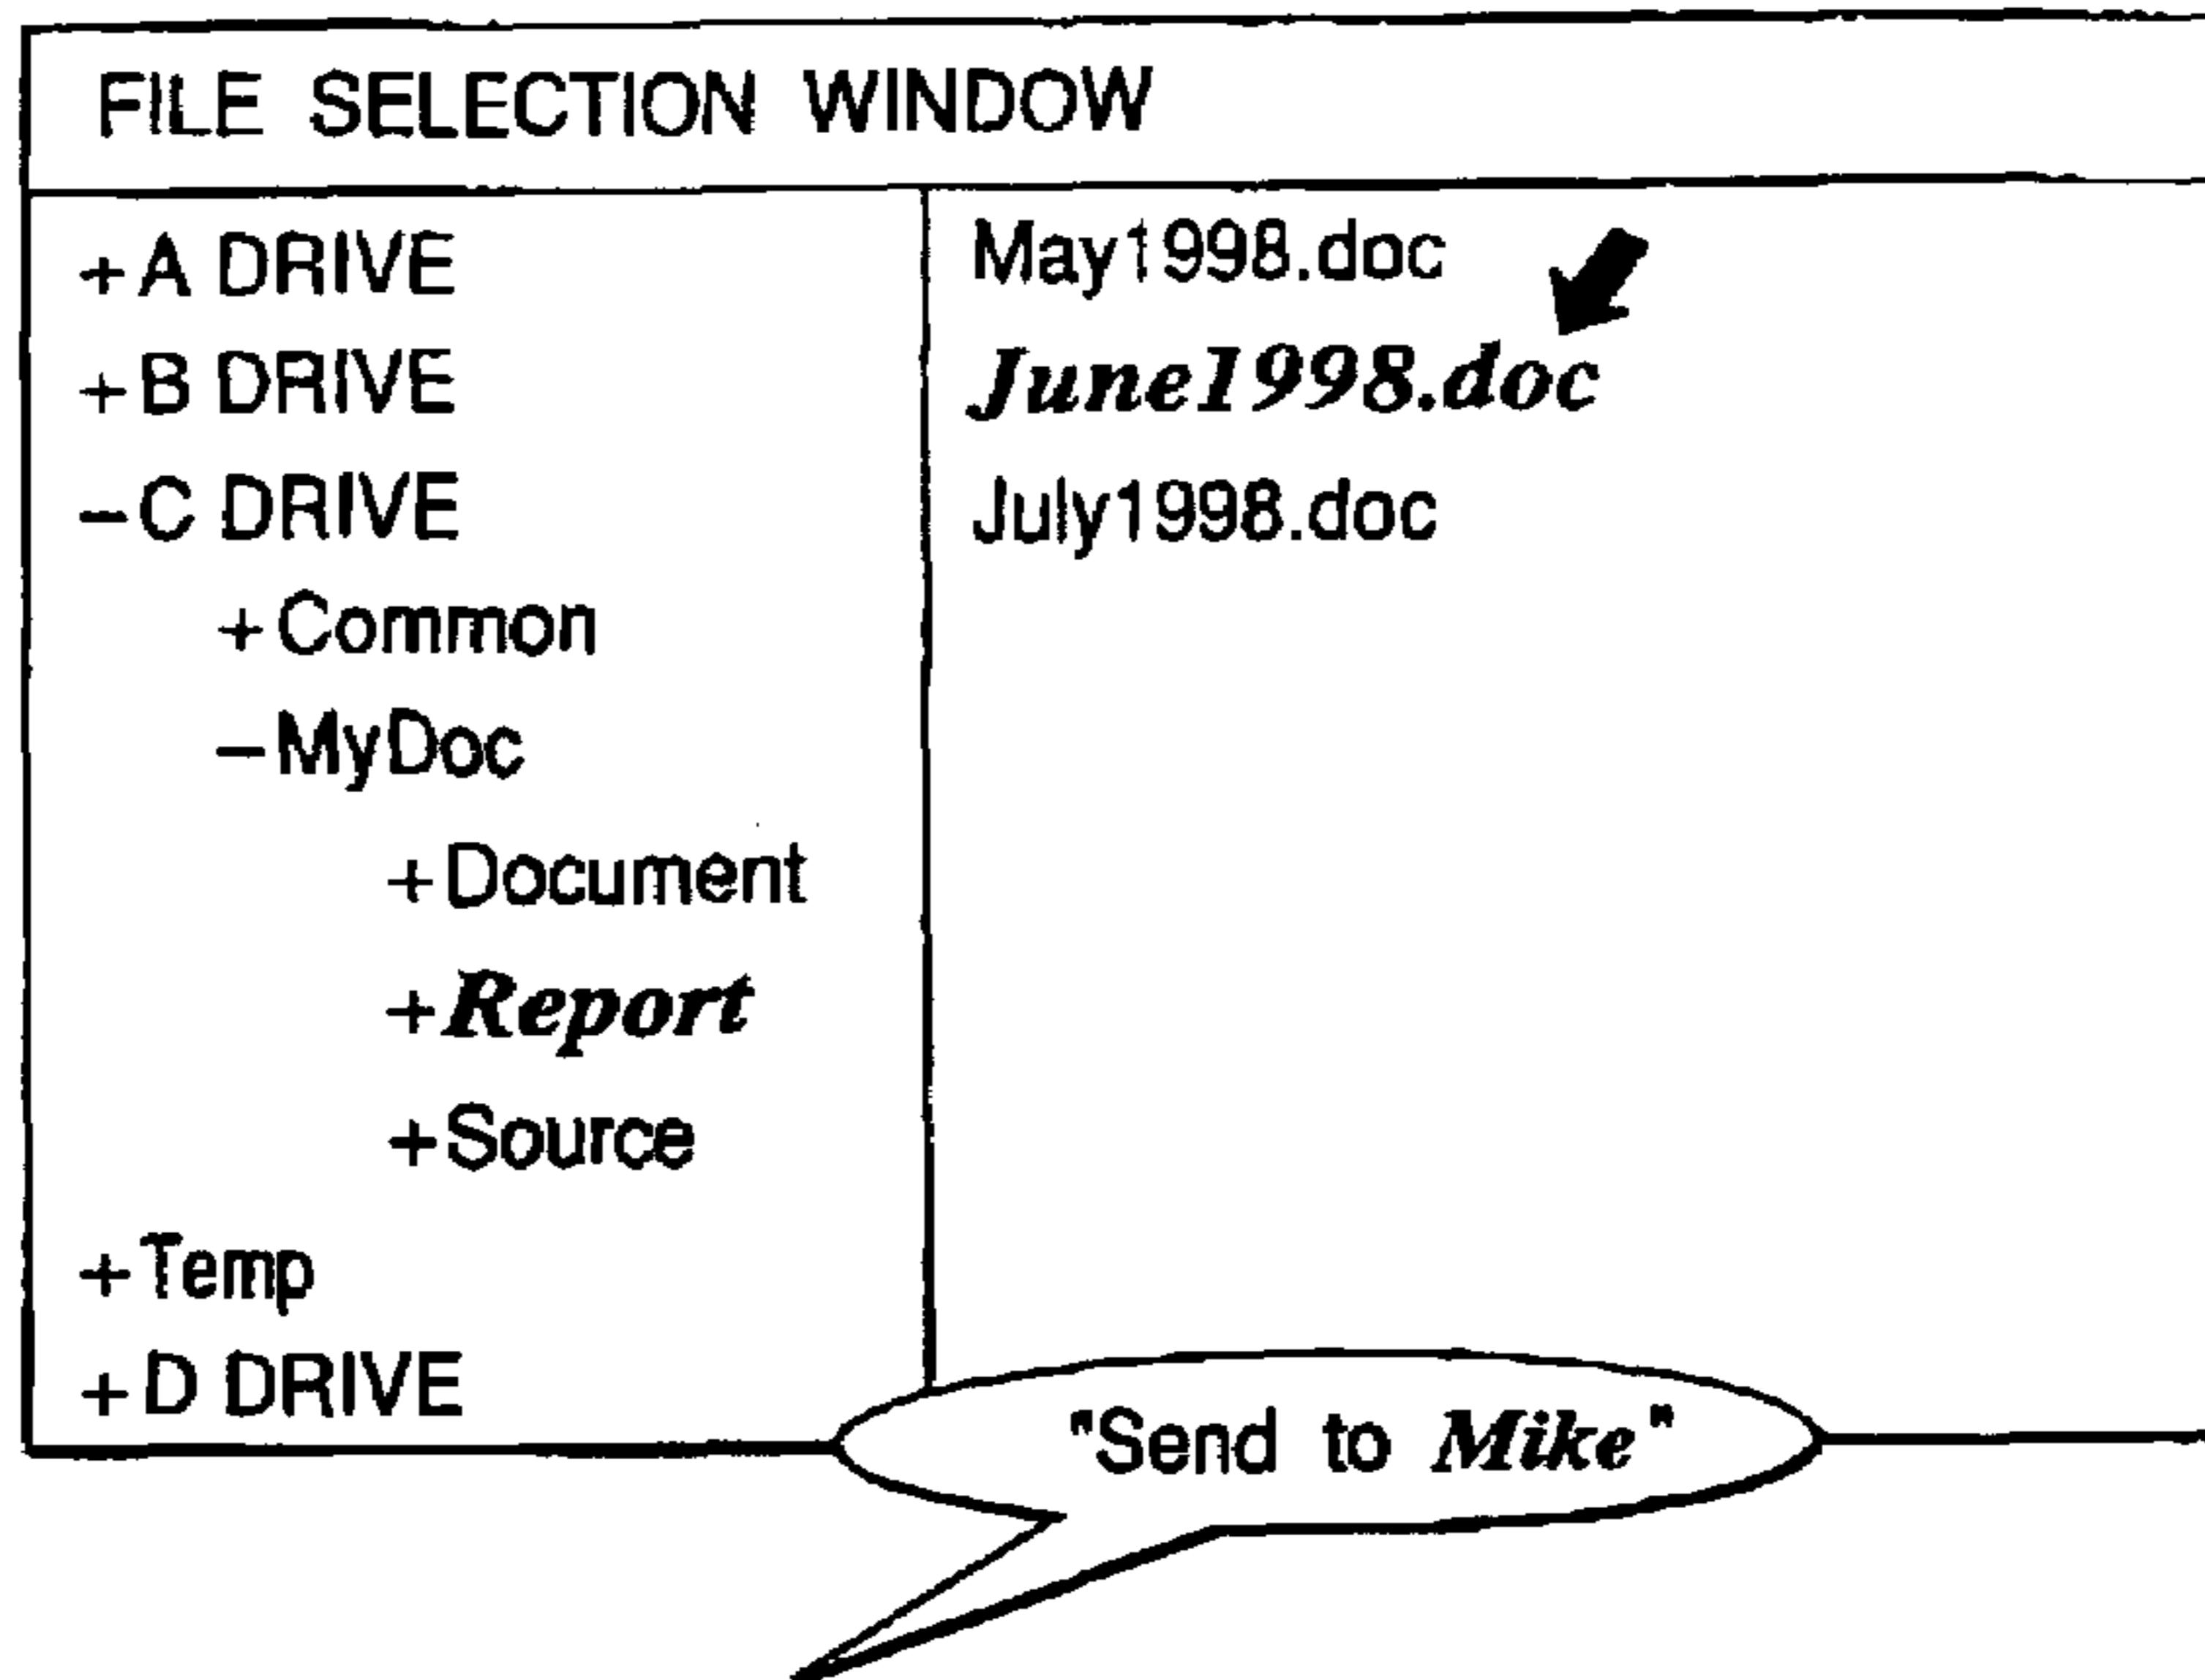 FILE SELECTION WINDOW
+A DRIVE
+B DRIVE
−C DRIVE
+Common
−MyDoc
+Document
+Report
+Source
+Temp
+D DRIVE
May1998.doc
June1998.doc
July1998.doc
"Send to Mike"